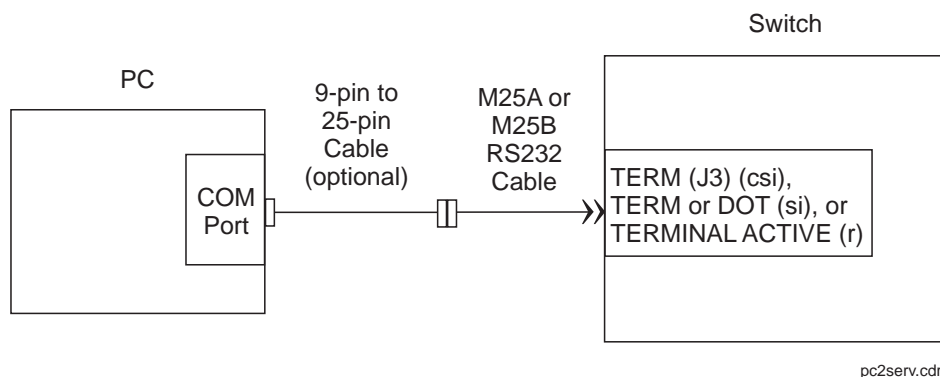 Switch
PC
9-pin to
25-pin
Cable
(optional)
M25A or
M25B
RS232
Cable
COM
Port
TERM (J3) (csi),
TERM or DOT (si), or
TERMINAL ACTIVE (r)
pc2serv.cdr